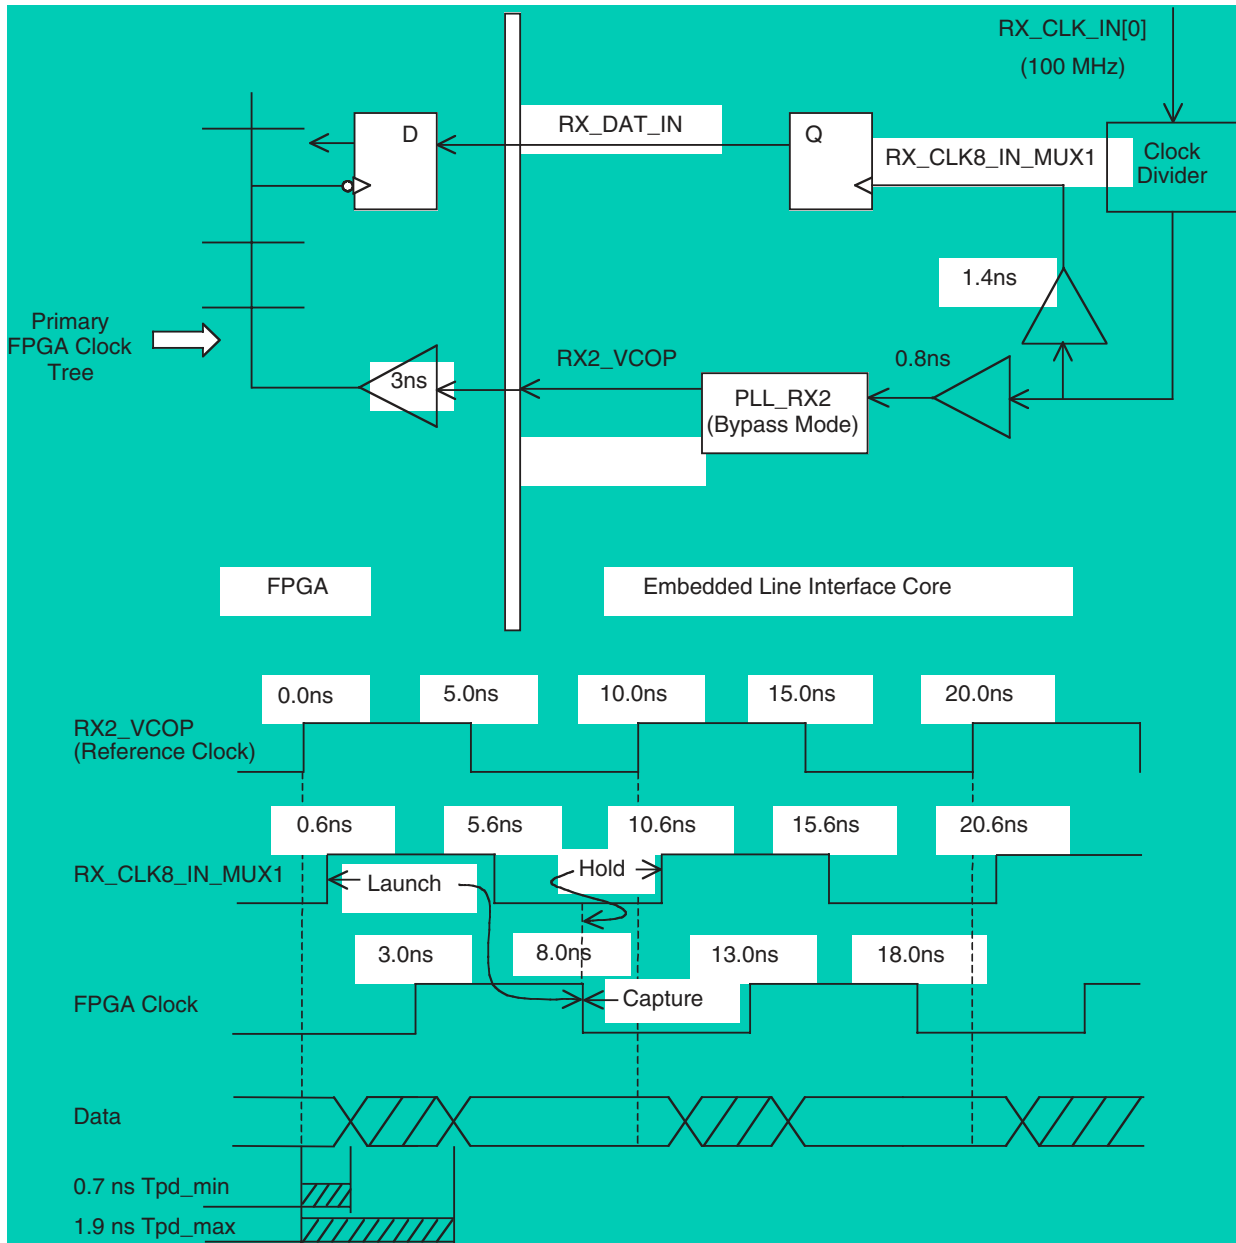 RX_CLK_IN[0]
(100 MHz)
D
RX_DAT_IN
Q
RX_CLK8_IN_MUX1
Clock
Divider
1.4ns
Primary
FPGA Clock
Tree
3ns
RX2_VCOP
0.8ns
PLL_RX2
(Bypass Mode)
FPGA
Embedded Line Interface Core
0.0ns
5.0ns
10.0ns
15.0ns
20.0ns
RX2_VCOP
(Reference Clock)
0.6ns
5.6ns
10.6ns
15.6ns
20.6ns
RX_CLK8_IN_MUX1
Launch
Hold
3.0ns
8.0ns
13.0ns
18.0ns
FPGA Clock
Capture
Data
0.7 ns Tpd_min
1.9 ns Tpd_max